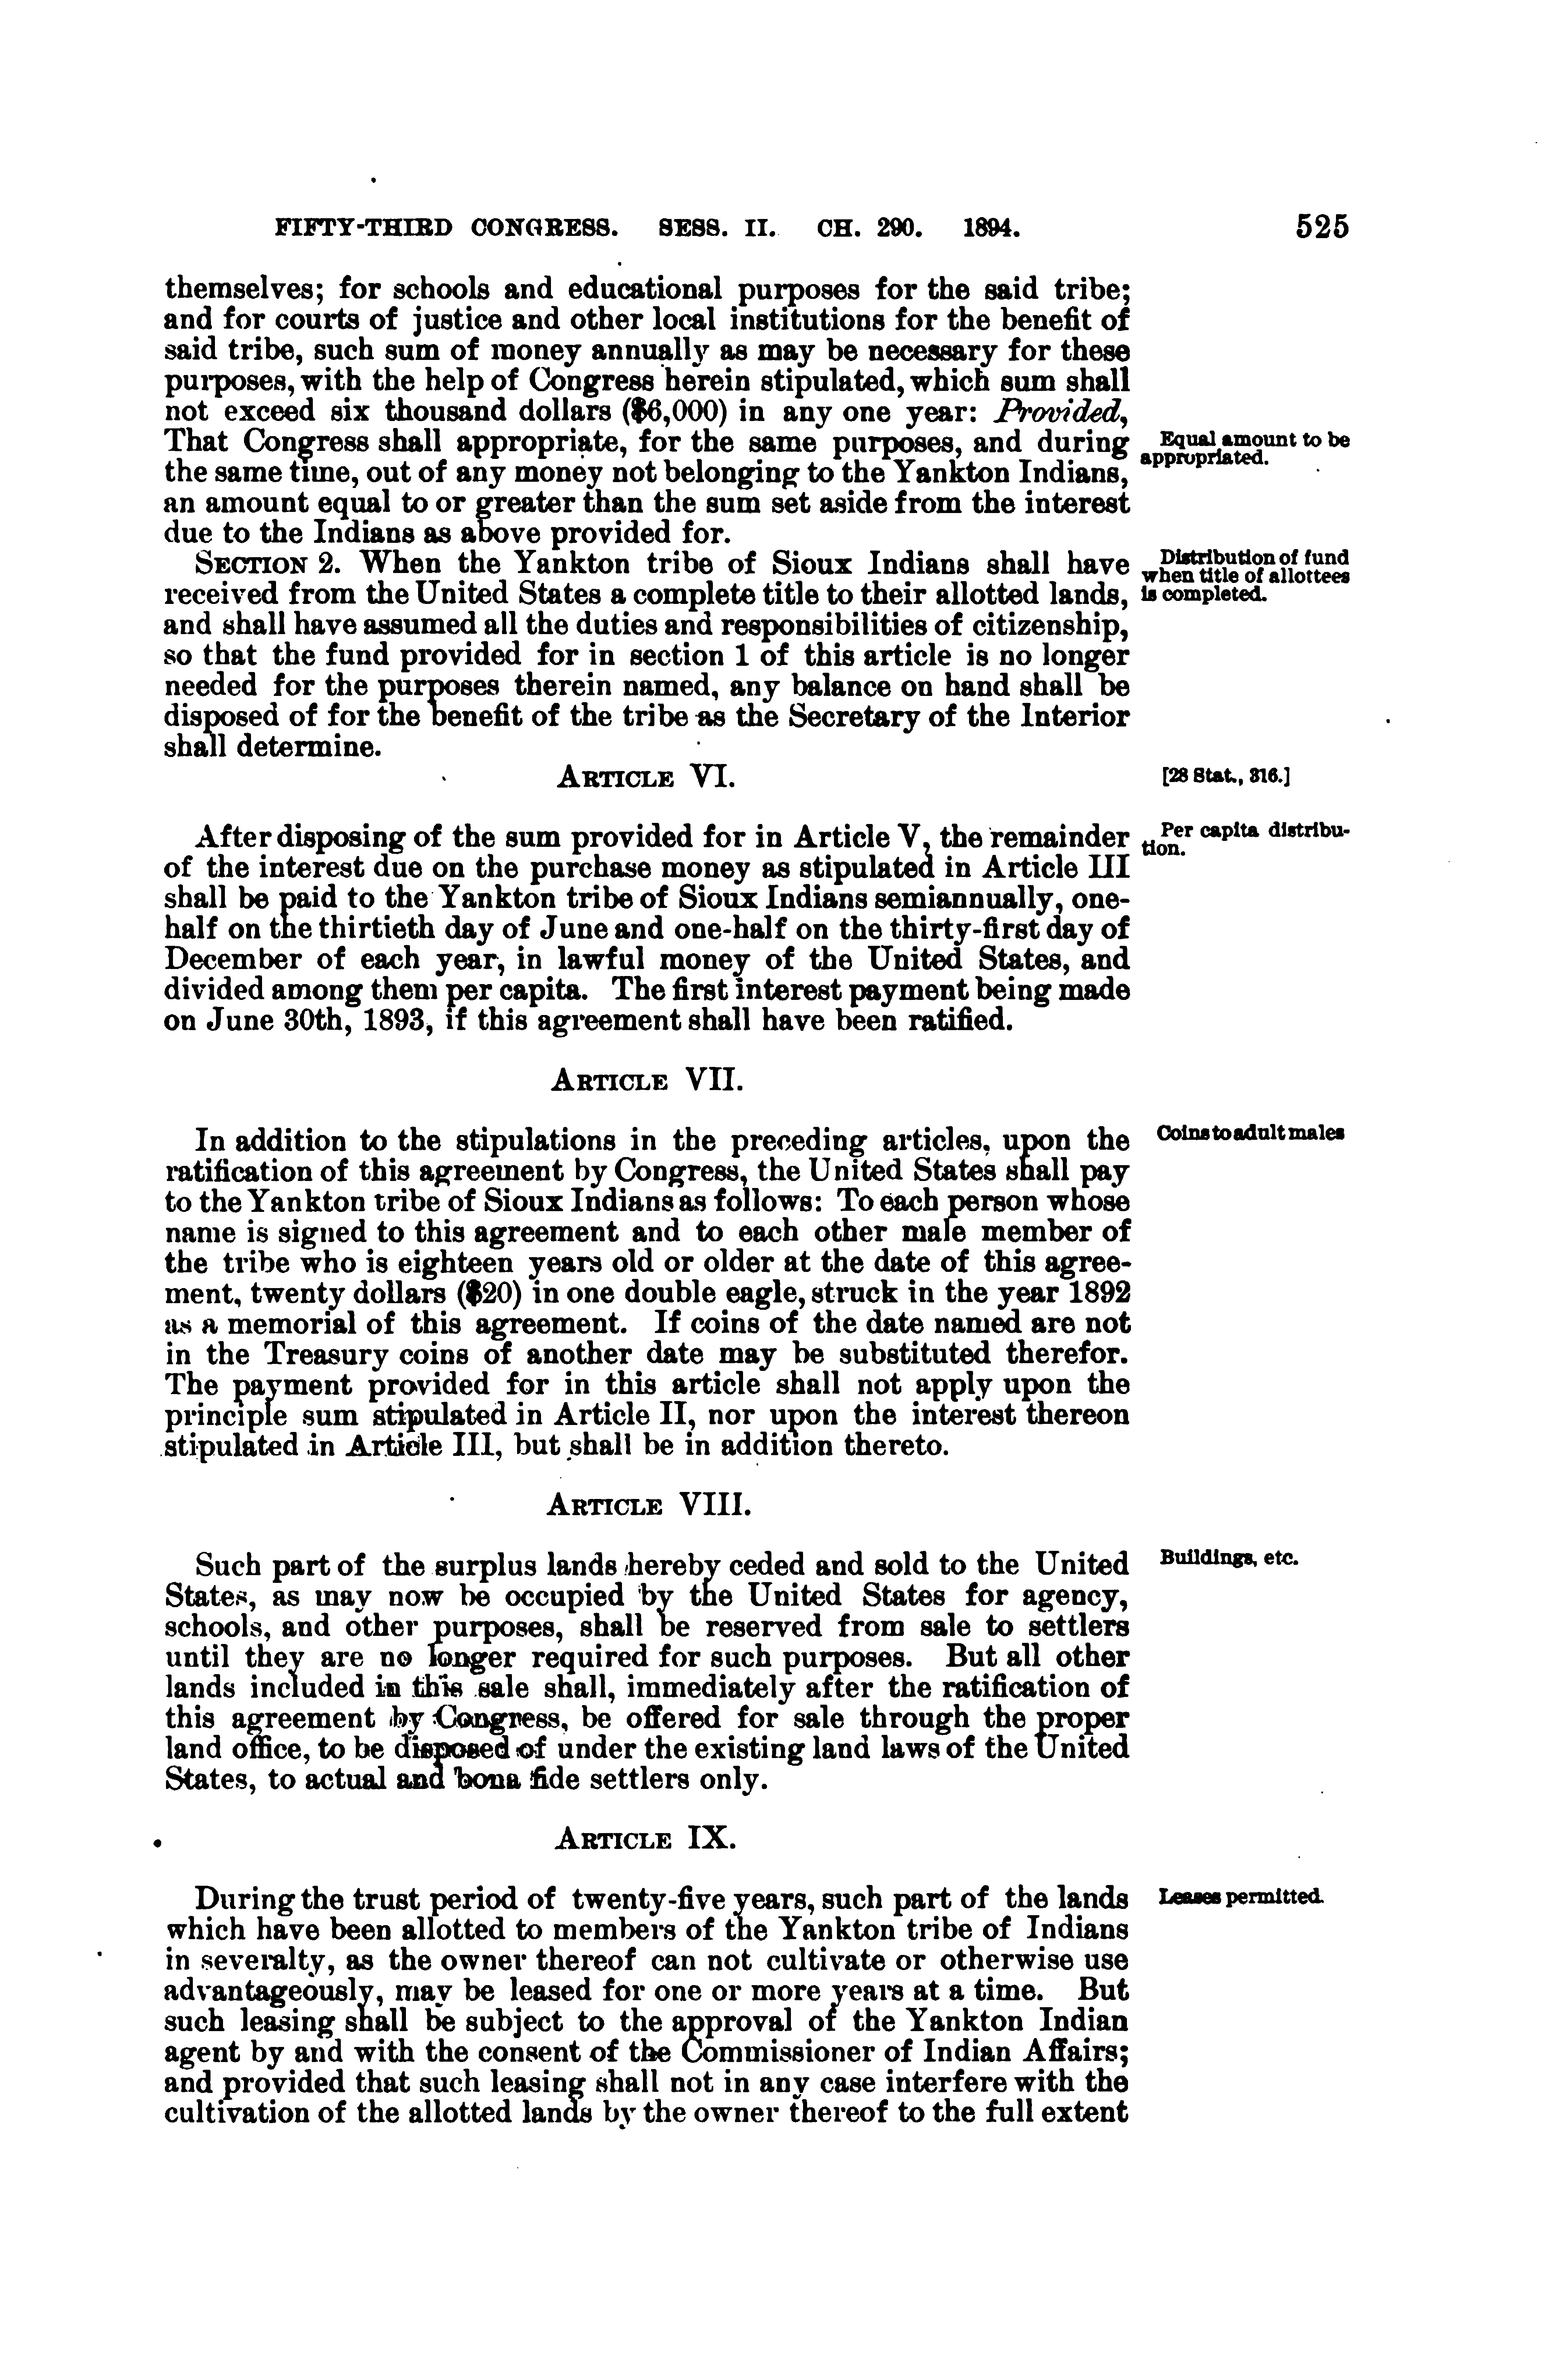 FIFTY-THIRD CONGRESS. SESS. II. CH. 290. 1894. 525
themselves; for schools and educational purposes for the said tribe;
and for courts of justice and other local institutions for the benefit of
said tribe, such sum of money annually as may be necessary for these
purposes, with the help of Congress herein stipulated, which sum shall
not exceed six thousand dollars ($6,000) in any one year: Provided,
That Congress shall appropriate, for the same purposes, and during
the same time, out of any money not belonging to the Yankton Indians,
an amount equal to or greater than the sum set aside from the interest
due to the Indians as above provided for.
Equal amount to be
appropriated.
SECTION 2. When the Yankton tribe of Sioux Indians shall have
received from the United States a complete title to their allotted lands,
and shall have assumed all the duties and responsibilities of citizenship,
so that the fund provided for in section 1 of this article is no longer
needed for the purposes therein named, any balance on hand shall be
disposed of for the benefit of the tribe as the Secretary of the Interior
shall determine.
Distribution of fund
when title of allottees
is completed.
ARTICLE VI.
[28 Stat., 316.]
After disposing of the sum provided for in Article V, the remainder
of the interest due on the purchase money as stipulated in Article III
shall be paid to the Yankton tribe of Sioux Indians semiannually, one-
half on the thirtieth day of June and one-half on the thirty-first day of
December of each year, in lawful money of the United States, and
divided among them per capita. The first interest payment being made
on June 30th, 1893, if this agreement shall have been ratified.
Per capita distribu-
tion.
ARTICLE VII.
In addition to the stipulations in the preceding articles, upon the
ratification of this agreement by Congress, the United States shall pay
to the Yankton tribe of Sioux Indians as follows: To each person whose
name is signed to this agreement and to each other male member of
the tribe who is eighteen years old or older at the date of this agree-
ment, twenty dollars ($20) in one double eagle, struck in the year 1892
as a memorial of this agreement. If coins of the date named are not
in the Treasury coins of another date may be substituted therefor.
The payment provided for in this article shall not apply upon the
principle sum stipulated in Article II, nor upon the interest thereon
stipulated in Article III, but shall be in addition thereto.
Coins to adult males
ARTICLE VIII.
Such part of the surplus lands hereby ceded and sold to the United
States, as may now be occupied by the United States for agency,
schools, and other purposes, shall be reserved from sale to settlers
until they are no longer required for such purposes. But all other
lands included in this sale shall, immediately after the ratification of
this agreement by Congress, be offered for sale through the proper
land office, to be disposed of under the existing land laws of the United
States, to actual and bona fide settlers only.
Buildings, etc.
ARTICLE IX.
During the trust period of twenty-five years, such part of the lands
which have been allotted to members of the Yankton tribe of Indians
in severalty, as the owner thereof can not cultivate or otherwise use
advantageously, may be leased for one or more years at a time. But
such leasing shall be subject to the approval of the Yankton Indian
agent by and with the consent of the Commissioner of Indian Affairs;
and provided that such leasing shall not in any case interfere with the
cultivation of the allotted lands by the owner thereof to the full extent
Leases permitted.